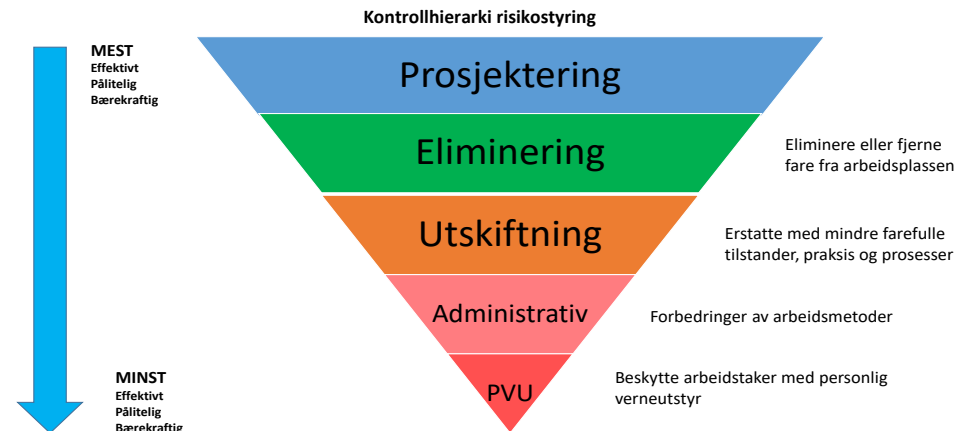 Kontrollhierarki risikostyring
MEST
Effektivt
Pålitelig
Bærekraftig
Prosjektering
Eliminering
Eliminere eller fjerne
fare fra arbeidsplassen
Utskiftning
Erstatte med mindre farefulle
tilstander, praksis og prosesser
Administrativ
Forbedringer av arbeidsmetoder
PVU
Beskytte arbeidstaker med personlig
verneutstyr
MINST
Effektivt
Pålitelig
Bærekraftig